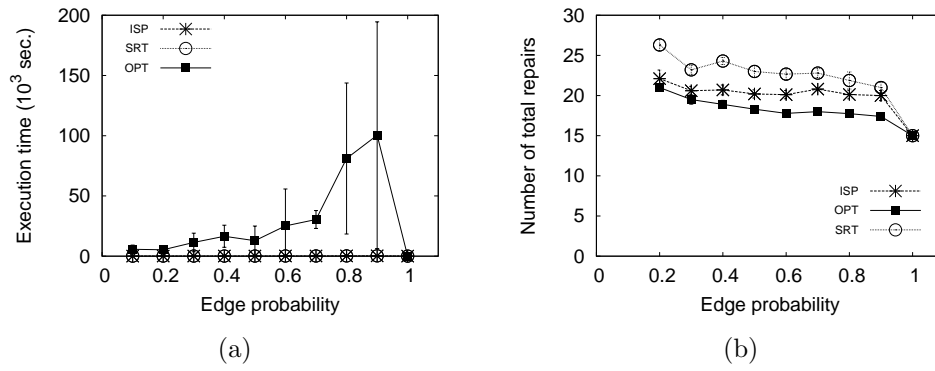 200
150
100
50
0
Execution time (10³ sec.)
ISP
SRT
OPT
0 0.2 0.4 0.6 0.8 1
Edge probability
(a)
30
25
20
15
10
5
0
Number of total repairs
ISP
OPT
SRT
0 0.2 0.4 0.6 0.8 1
Edge probability
(b)